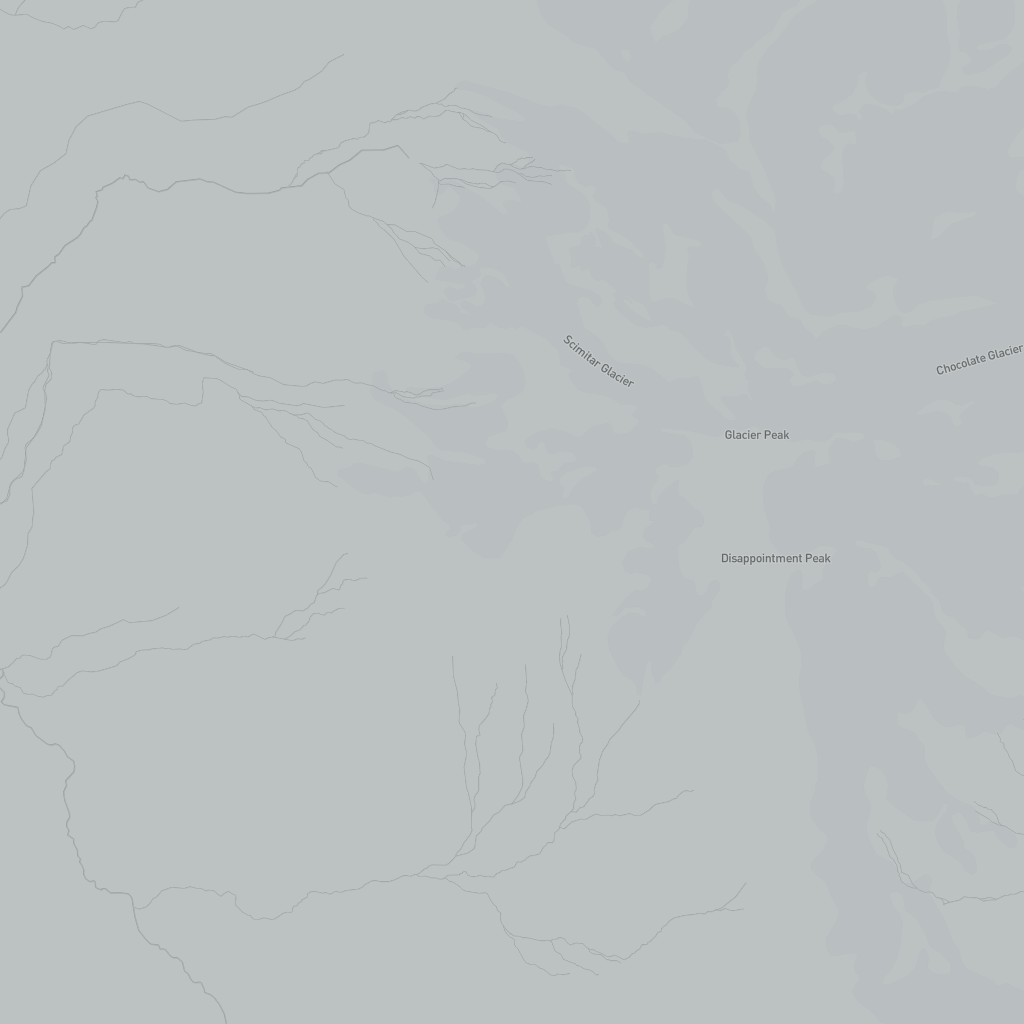 Scimitar Glacier
Chocolate Glacier
Glacier Peak
Disappointment Peak